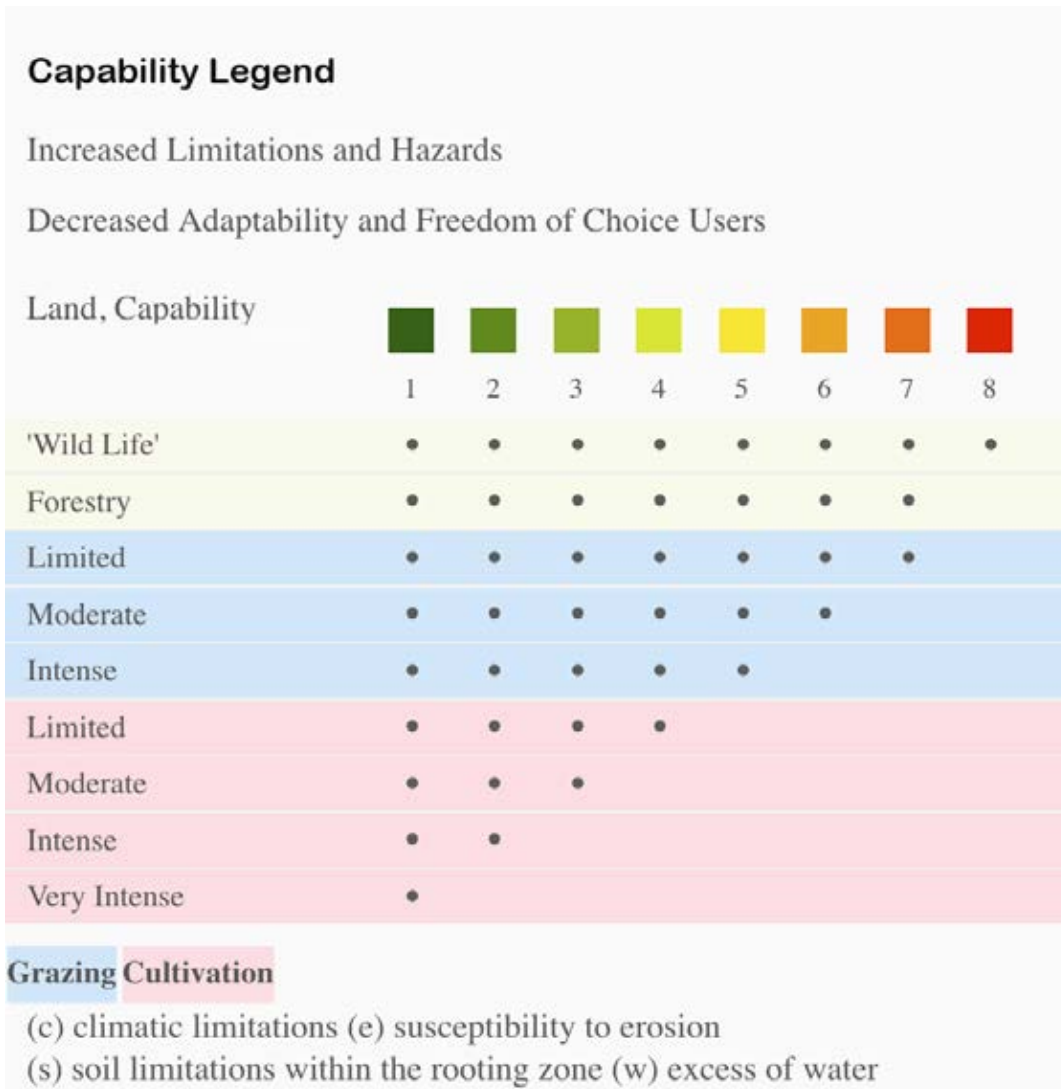 Capability Legend
Increased Limitations and Hazards
Decreased Adaptability and Freedom of Choice Users
Land, Capability
1 2 3 4 5 6 7 8
'Wild Life'
Forestry
Limited
Moderate
Intense
Limited
Moderate
Intense
Very Intense
Grazing Cultivation
(c) climatic limitations (e) susceptibility to erosion
(s) soil limitations within the rooting zone (w) excess of water